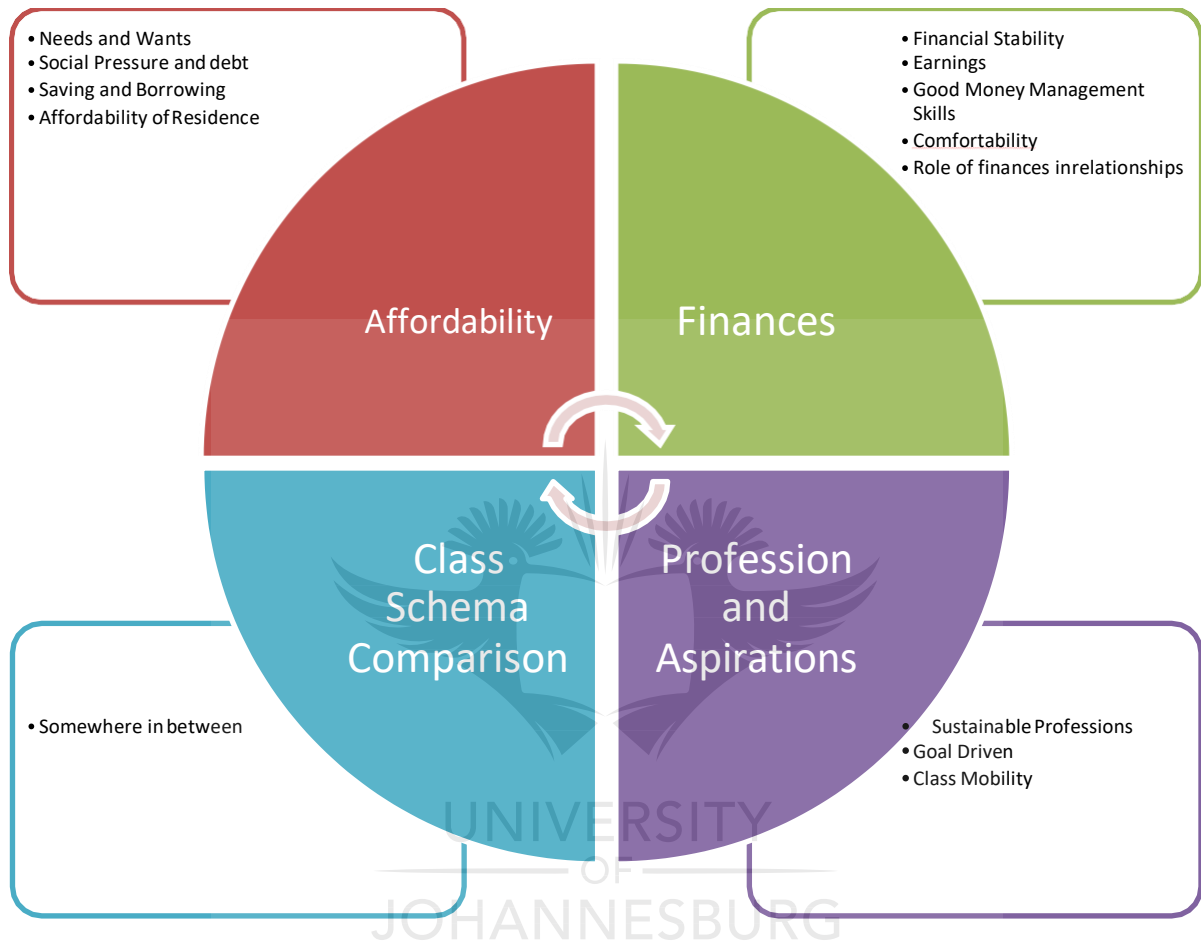 • Needs and Wants
• Social Pressure and debt
• Saving and Borrowing
• Affordability of Residence
• Financial Stability
• Earnings
• Good Money Management
Skills
• Comfortability
• Role of finances inrelationships
Affordability
Finances
Class
Schema
Comparison
Profession
and
Aspirations
• Somewhere in between
• Sustainable Professions
• Goal Driven
• Class Mobility
UNIVERSITY
OF
JOHANNESBURG